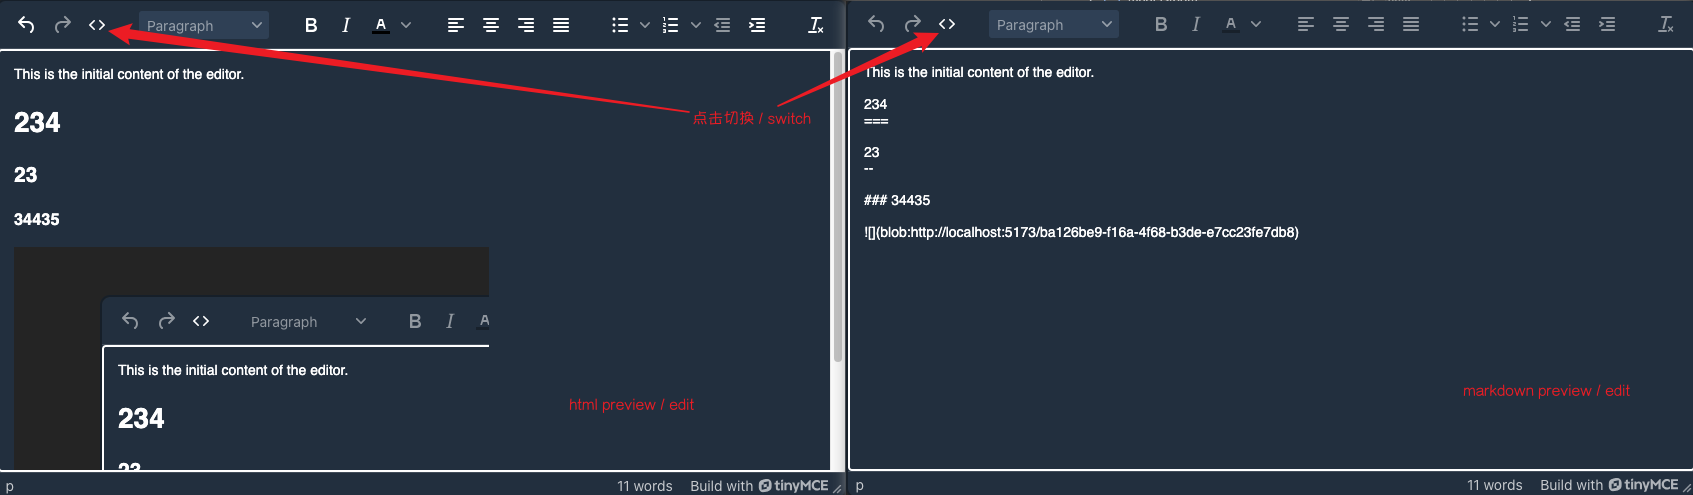 Paragraph
B
I
A
This is the initial content of the editor.
234
23
34435
Paragraph
B
I
A
This is the initial content of the editor.
234
23
html preview / edit
p
11 words
Build with tinyMCE
点击切换 / switch
Paragraph
B
I
A
This is the initial content of the editor.
234
===
23
--
### 34435
![](blob:http://localhost:5173/ba126be9-f16a-4f68-b3de-e7cc23fe7db8)
markdown preview / edit
p
11 words
Build with tinyMCE